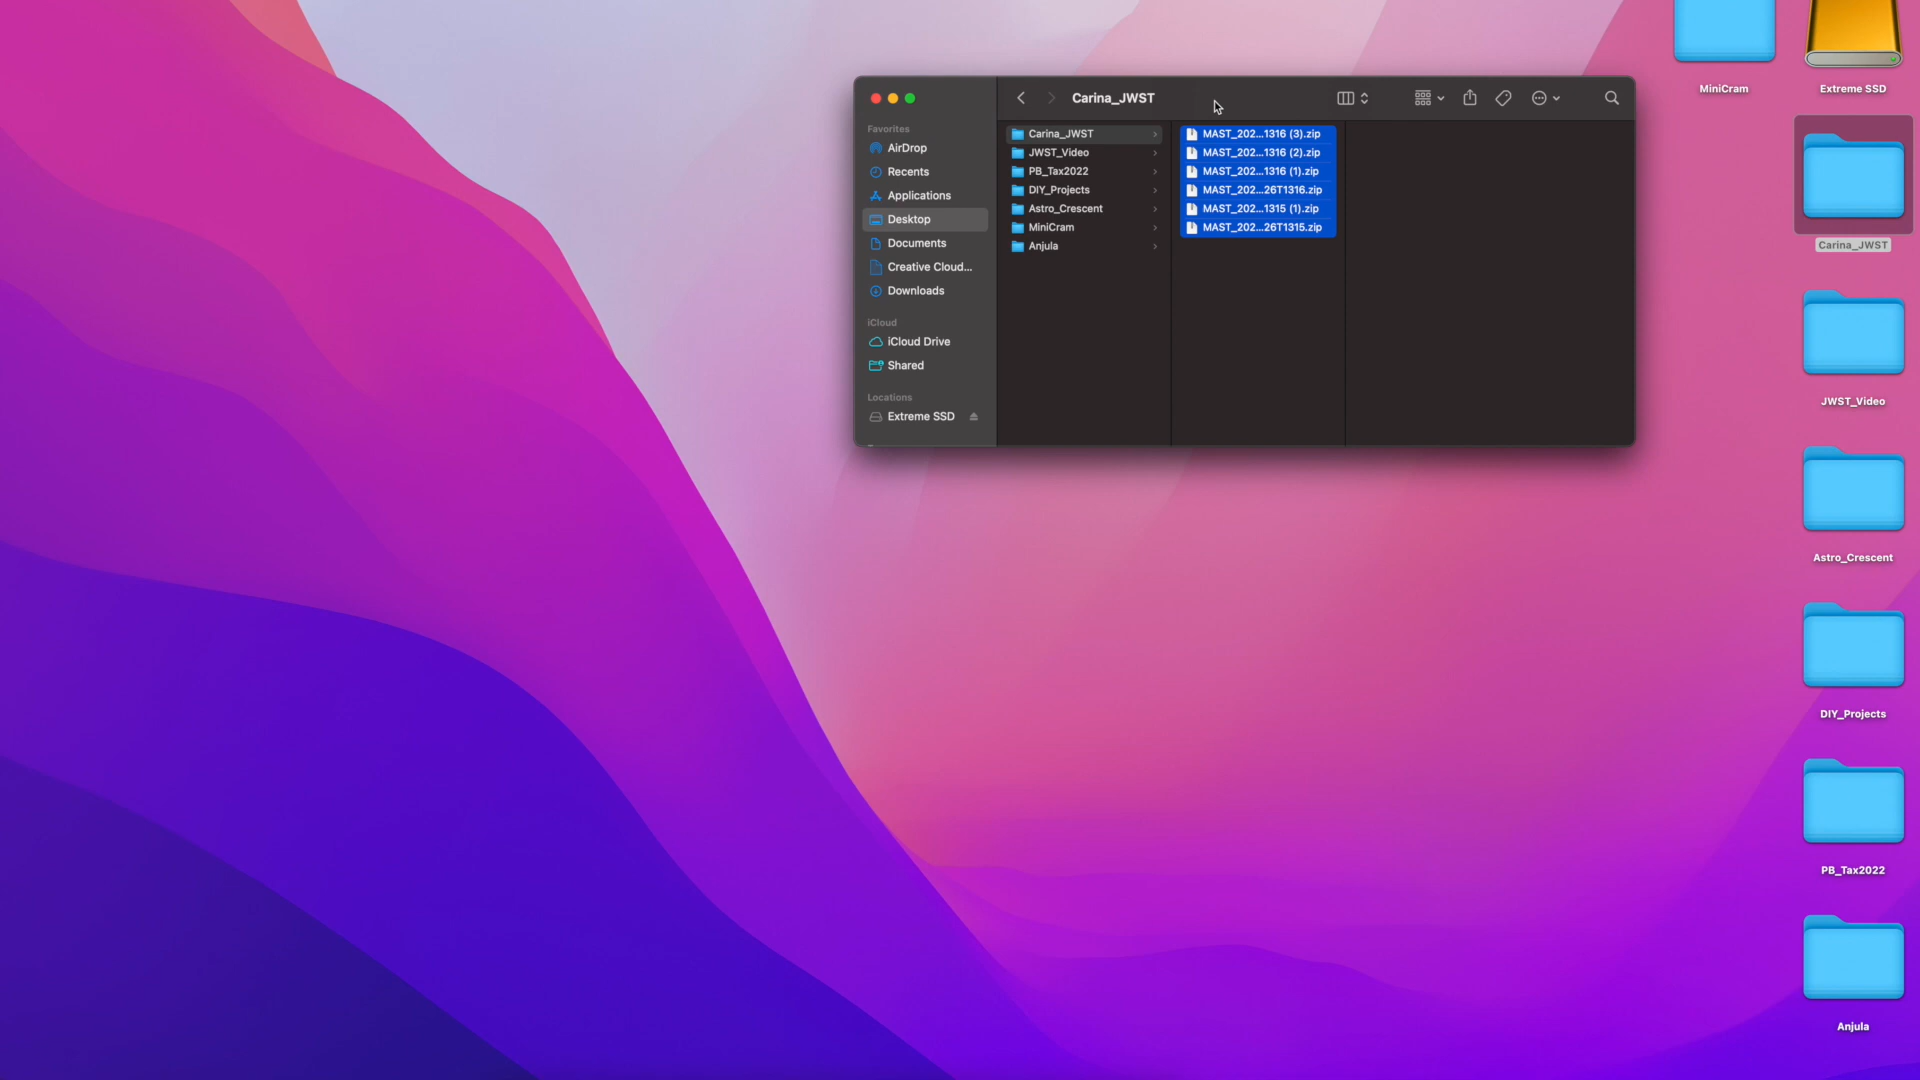 MiniCram
Extreme SSD
Carina_JWST
Favorites
AirDrop
Recents
Applications
Desktop
Documents
Creative Cloud...
Downloads
iCloud
iCloud Drive
Shared
Locations
Extreme SSD
Carina_JWST
JWST_Video
PB_Tax2022
DIY_Projects
Astro_Crescent
MiniCram
Anjula
MAST_202...1316 (3).zip
MAST_202...1316 (2).zip
MAST_202...1316 (1).zip
MAST_202...26T1316.zip
MAST_202...1315 (1).zip
MAST_202...26T1315.zip
Carina_JWST
JWST_Video
Astro_Crescent
DIY_Projects
PB_Tax2022
Anjula